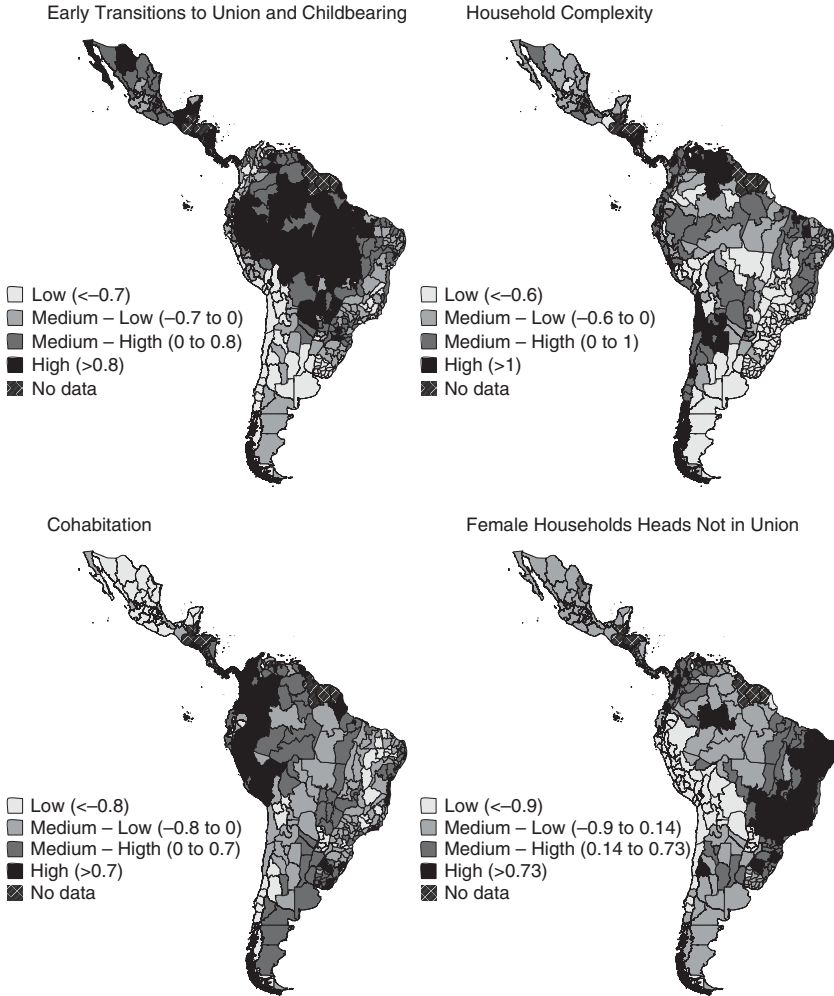 Early Transitions to Union and Childbearing
Low (<–0.7)
Medium – Low (–0.7 to 0)
Medium – Higth (0 to 0.8)
High (>0.8)
No data
Household Complexity
Low (<–0.6)
Medium – Low (–0.6 to 0)
Medium – Higth (0 to 1)
High (>1)
No data
Cohabitation
Low (<–0.8)
Medium – Low (–0.8 to 0)
Medium – Higth (0 to 0.7)
High (>0.7)
No data
Female Households Heads Not in Union
Low (<–0.9)
Medium – Low (–0.9 to 0.14)
Medium – Higth (0.14 to 0.73)
High (>0.73)
No data